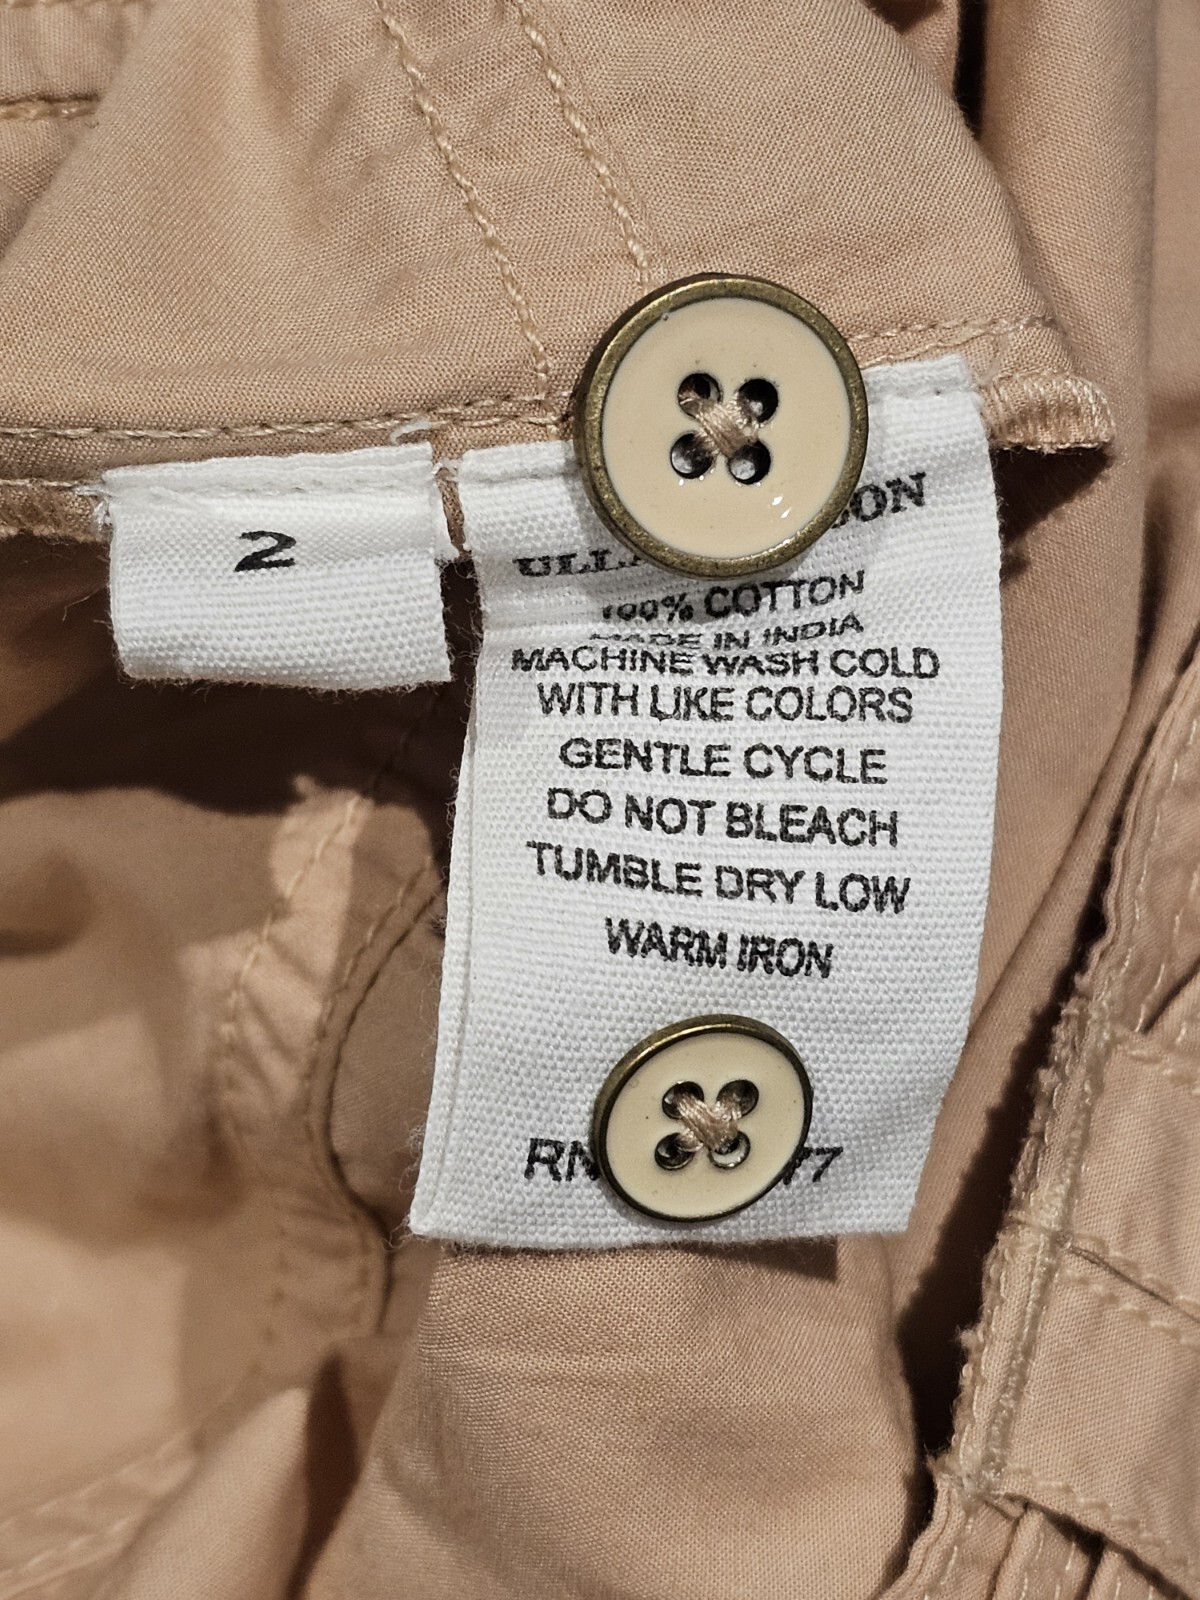 2
100% COTTON
MADE IN INDIA
MACHINE WASH COLD
WITH LIKE COLORS
GENTLE CYCLE
DO NOT BLEACH
TUMBLE DRY LOW
WARM IRON
RN